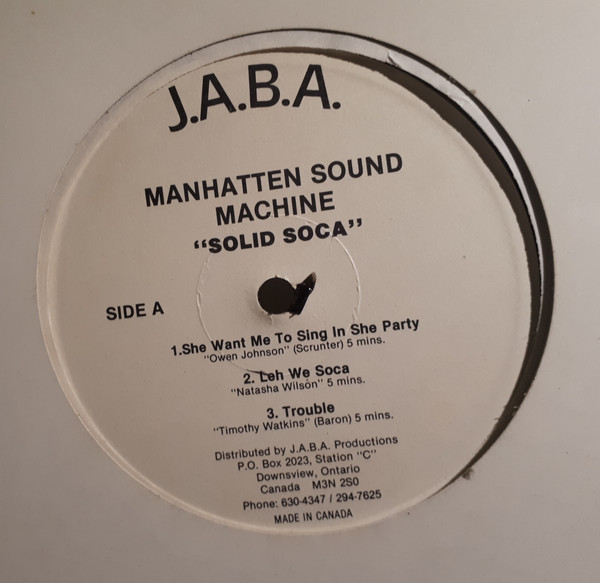 J.A.B.A.
MANHATTEN SOUND
MACHINE
“SOLID SOCA”
SIDE A
1.She Want Me To Sing In She Party
“Owen Johnson” (Scrunter) 5 mins.
2. Leh We Soca
“Natasha Wilson” 5 mins.
3. Trouble
“Timothy Watkins” (Baron) 5 mins.
Distributed by J.A.B.A. Productions
P.O. Box 2023, Station “C”
Downsview, Ontario
Canada M3N 2S0
Phone: 630-4347 / 294-7625
MADE IN CANADA